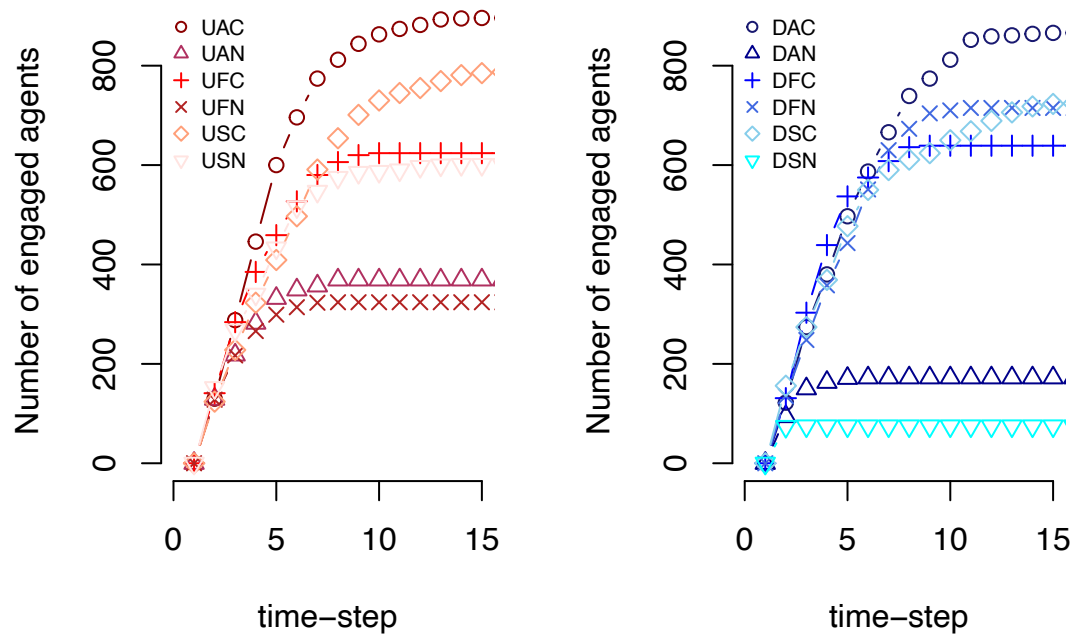 Number of engaged agents
0
200
400
600
800
UAC
UAN
UFC
UFN
USC
USN
0 5 10 15
time−step
Number of engaged agents
0
200
400
600
800
DAC
DAN
DFC
DFN
DSC
DSN
0 5 10 15
time−step